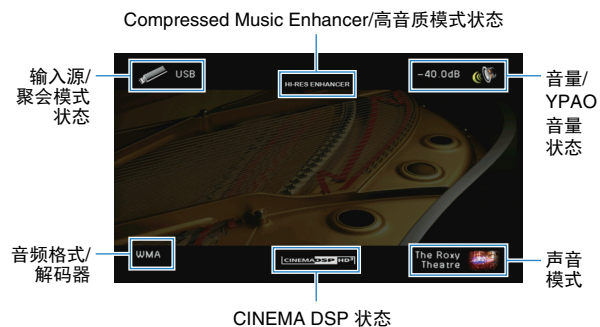 Compressed Music Enhancer/高音质模式状态
输入源/
聚会模式
状态
USB
HI-RES ENHANCER
-40.0dB
音量/
YPAO
音量
状态
音频格式/
解码器
WMA
CINEMA DSP HD³
The Roxy
Theatre
声音
模式
CINEMA DSP 状态